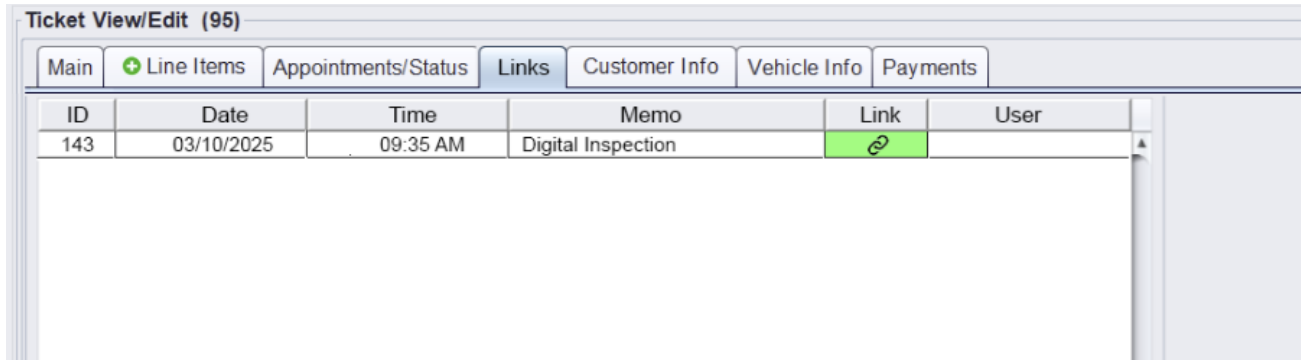 Ticket View/Edit (95)
Main Line Items Appointments/Status Links Customer Info Vehicle Info Payments
ID Date Time Memo Link User
143 03/10/2025 09:35 AM Digital Inspection